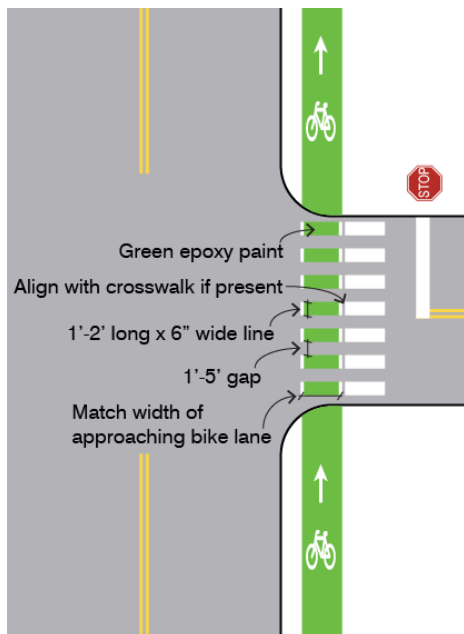 STOP
Green epoxy paint
Align with crosswalk if present
1’-2’ long x 6” wide line
1’-5’ gap
Match width of
approaching bike lane